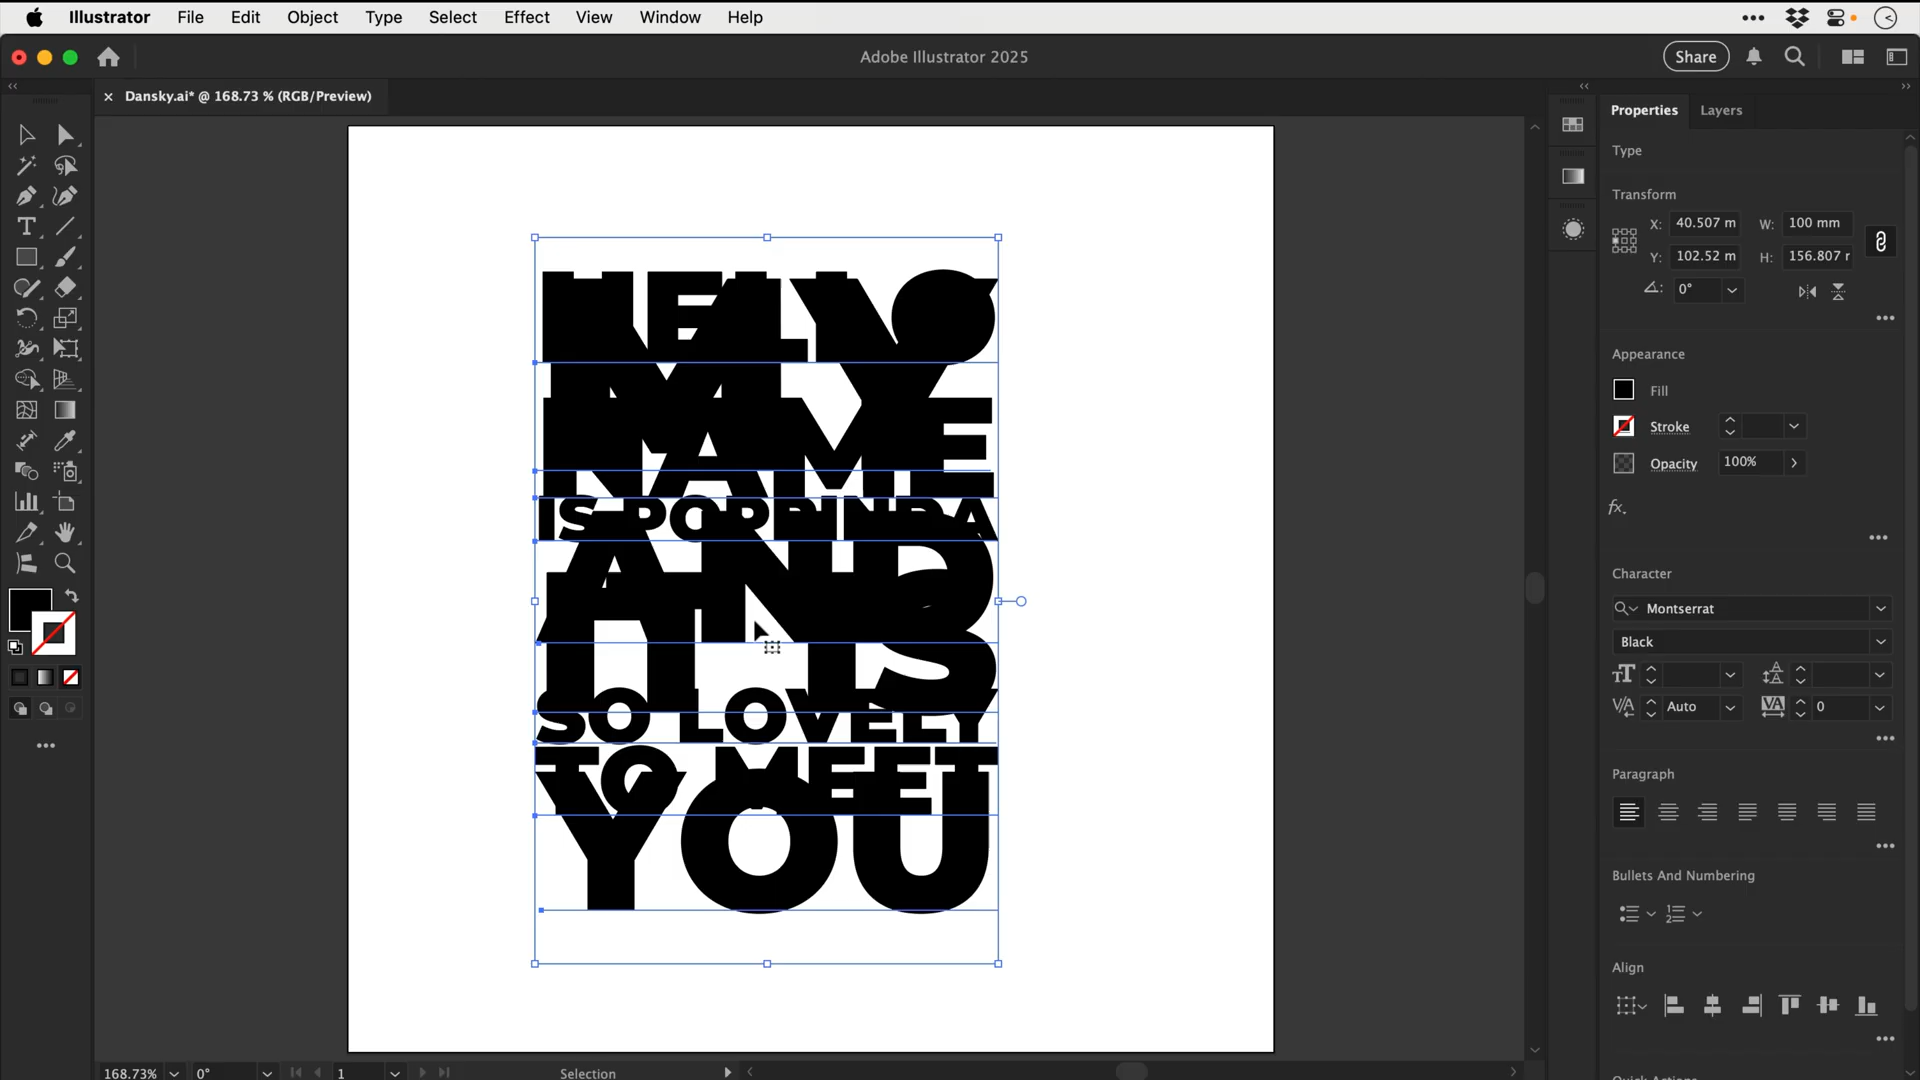 Illustrator File Edit Object Type Select Effect View Window Help
Adobe Illustrator 2025
Share
× Dansky.ai* @ 168.73 % (RGB/Preview)
Properties Layers
Type
Transform
X: 40.507 m W: 100 mm
Y: 102.52 m H: 156.807 r
0°
Appearance
Fill
Stroke
Opacity 100%
fx.
Character
Montserrat
Black
Auto 0
Paragraph
Bullets And Numbering
Align
HELLO
MY
NAME
IS POPPINDA
AND
IT IS
SO LOVELY
TO MEET
YOU
168.73% 0° 1 Selection